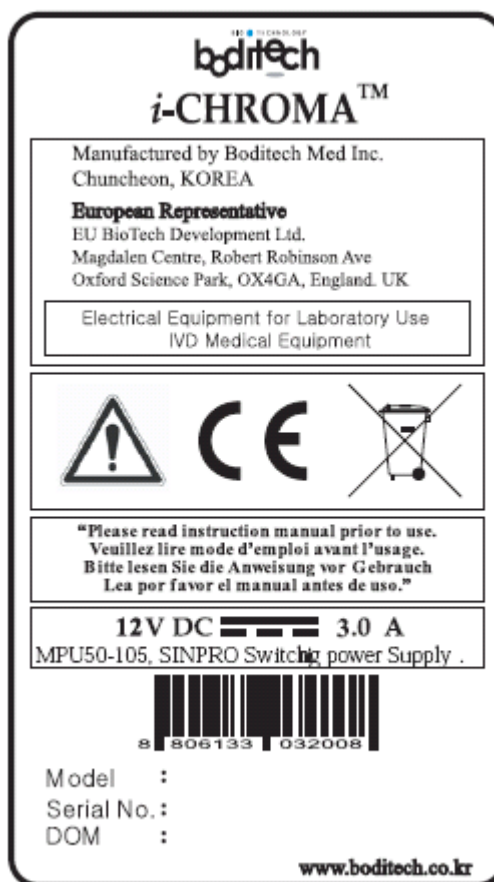 BIO TECHNOLOGY
boditech
i-CHROMA™
Manufactured by Boditech Med Inc.
Chuncheon, KOREA
European Representative
EU BioTech Development Ltd.
Magdalen Centre, Robert Robinson Ave
Oxford Science Park, OX4GA, England. UK
Electrical Equipment for Laboratory Use
IVD Medical Equipment
CE
“Please read instruction manual prior to use.
Veuillez lire mode d’emploi avant l’usage.
Bitte lesen Sie die Anweisung vor Gebrauch
Lea por favor el manual antes de uso.”
12V DC 3.0 A
MPU50-105, SINPRO Switchig power Supply .
8 806133 032008
Model :
Serial No. :
DOM :
www.boditech.co.kr